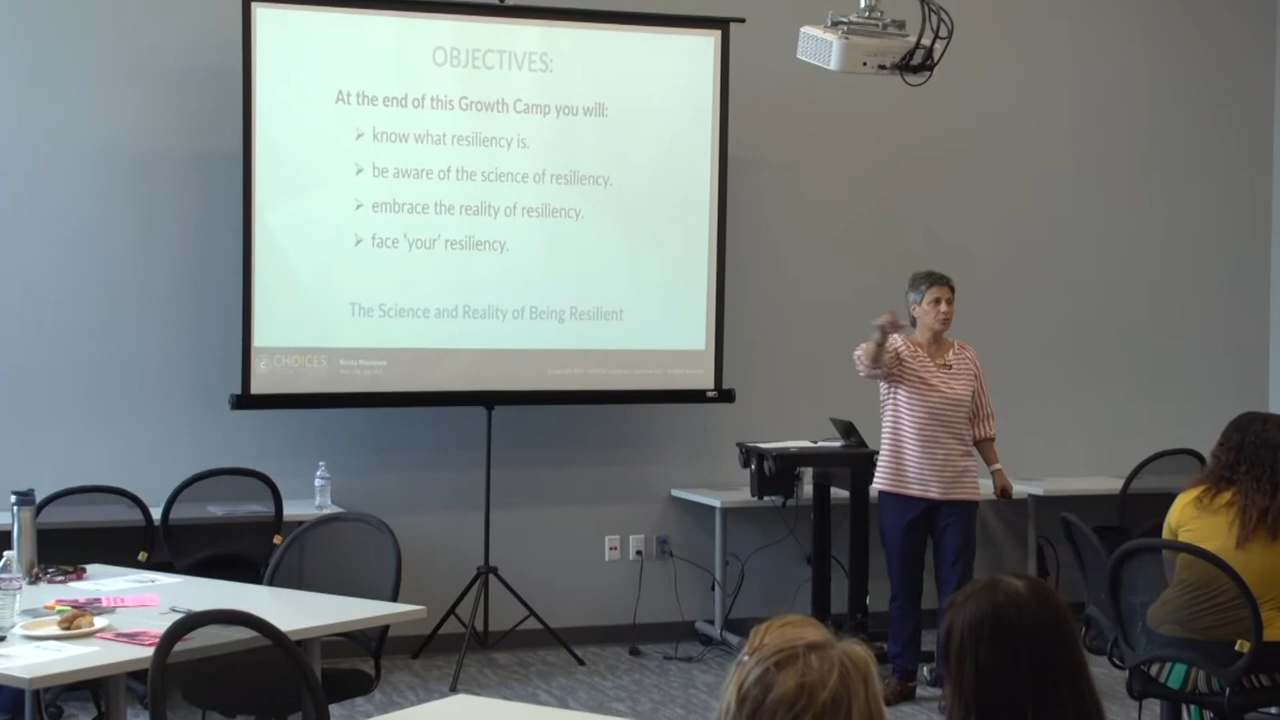 OBJECTIVES:
At the end of this Growth Camp you will:
➢ know what resiliency is.
➢ be aware of the science of resiliency.
➢ embrace the reality of resiliency.
➢ face 'your' resiliency.
The Science and Reality of Being Resilient
CHOICES